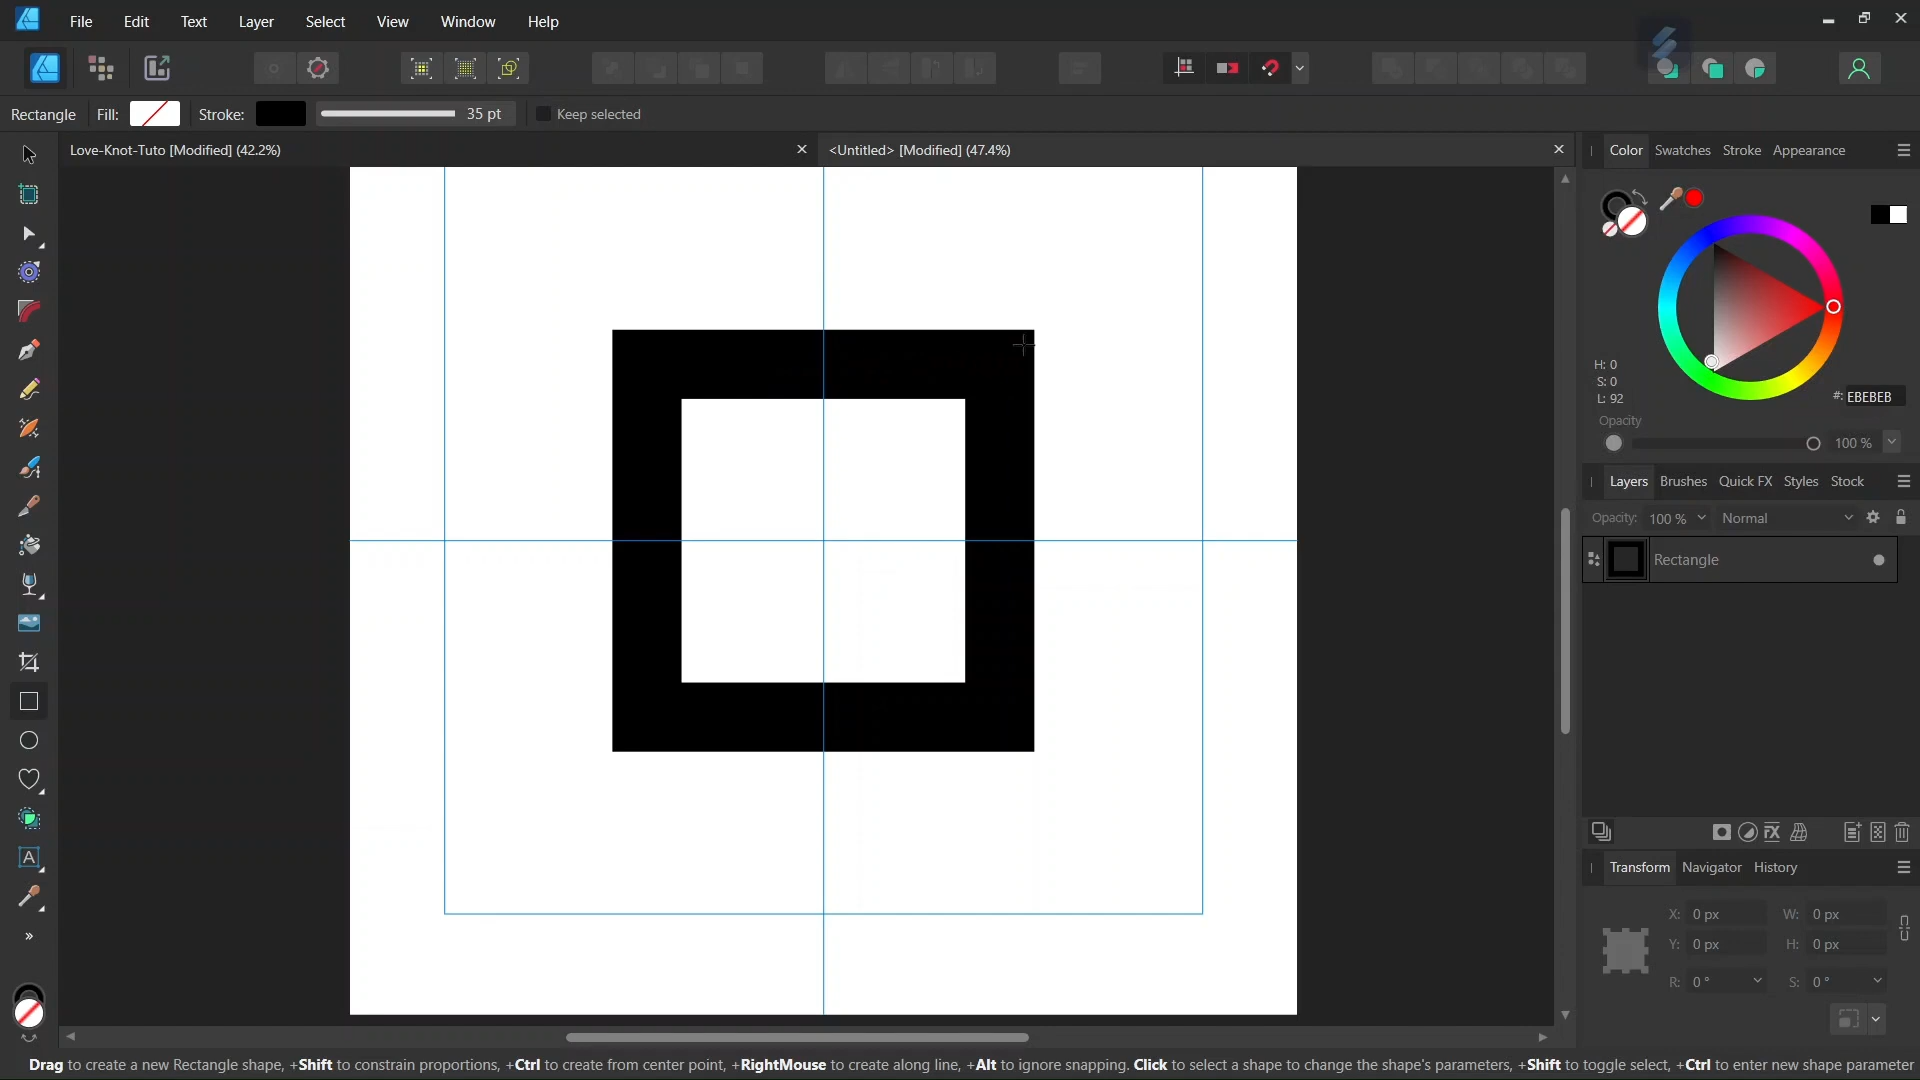 File Edit Text Layer Select View Window Help
Rectangle Fill: Stroke: 35 pt Keep selected
Love-Knot-Tuto [Modified] (42.2%) <Untitled> [Modified] (47.4%)
Color Swatches Stroke Appearance
H: 0
S: 0
L: 92
#: EBEBEB
Opacity
100 %
Layers Brushes Quick FX Styles Stock
Opacity: 100 % Normal
Rectangle
Transform Navigator History
X: 0 px W: 0 px
Y: 0 px H: 0 px
R: 0 ° S: 0 °
Drag to create a new Rectangle shape, +Shift to constrain proportions, +Ctrl to create from center point, +RightMouse to create along line, +Alt to ignore snapping. Click to select a shape to change the shape's parameters, +Shift to toggle select, +Ctrl to enter new shape parameter